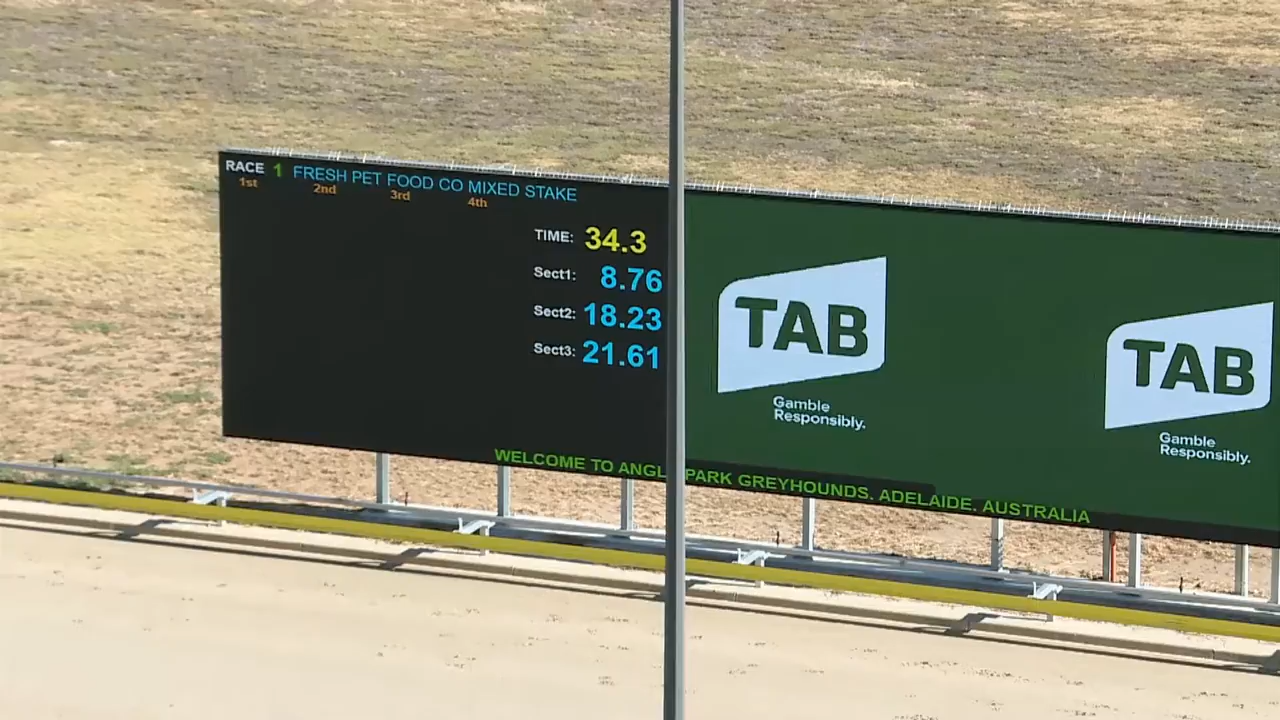 RACE 1 FRESH PET FOOD CO MIXED STAKE
1st 2nd 3rd 4th
TIME: 34.3
Sect1: 8.76
Sect2: 18.23
Sect3: 21.61
TAB
Gamble
Responsibly.
TAB
Gamble
Responsibly.
WELCOME TO ANGL PARK GREYHOUNDS. ADELAIDE. AUSTRALIA